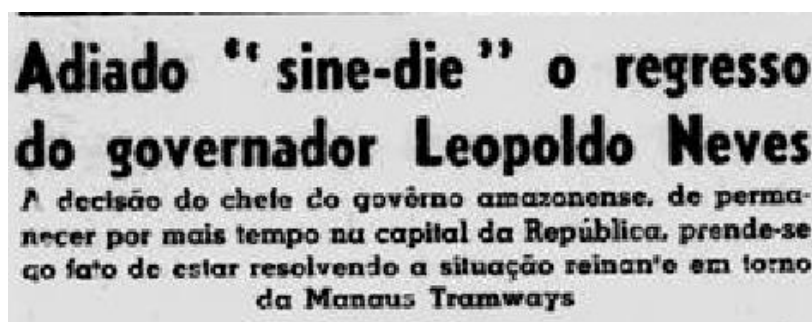 Adiado "sine-die" o regresso
do governador Leopoldo Neves
A decisão do chefe do govêrno amazonense, de perma-
necer por mais tempo na capital da República, prende-se
ao fato de estar resolvendo a situação reinante em torno
da Manaus Tramways